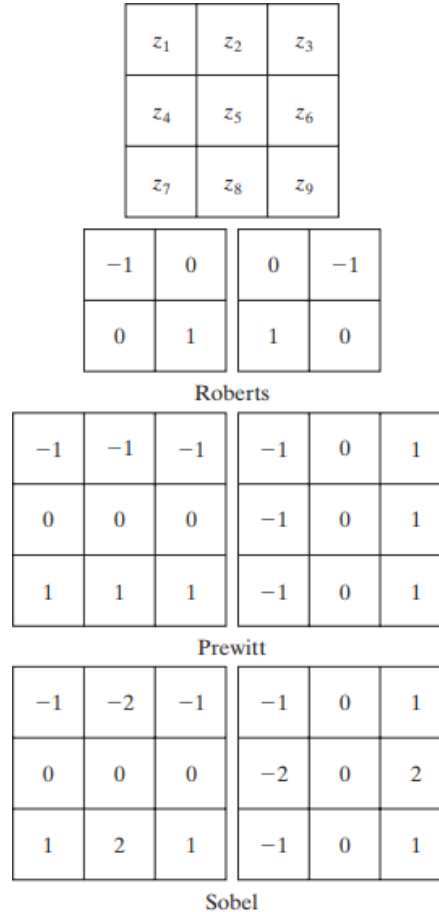 z₁ z₂ z₃
z₄ z₅ z₆
z₇ z₈ z₉
−1 0 0 −1
0 1 1 0
Roberts
−1 −1 −1 −1 0 1
0 0 0 −1 0 1
1 1 1 −1 0 1
Prewitt
−1 −2 −1 −1 0 1
0 0 0 −2 0 2
1 2 1 −1 0 1
Sobel